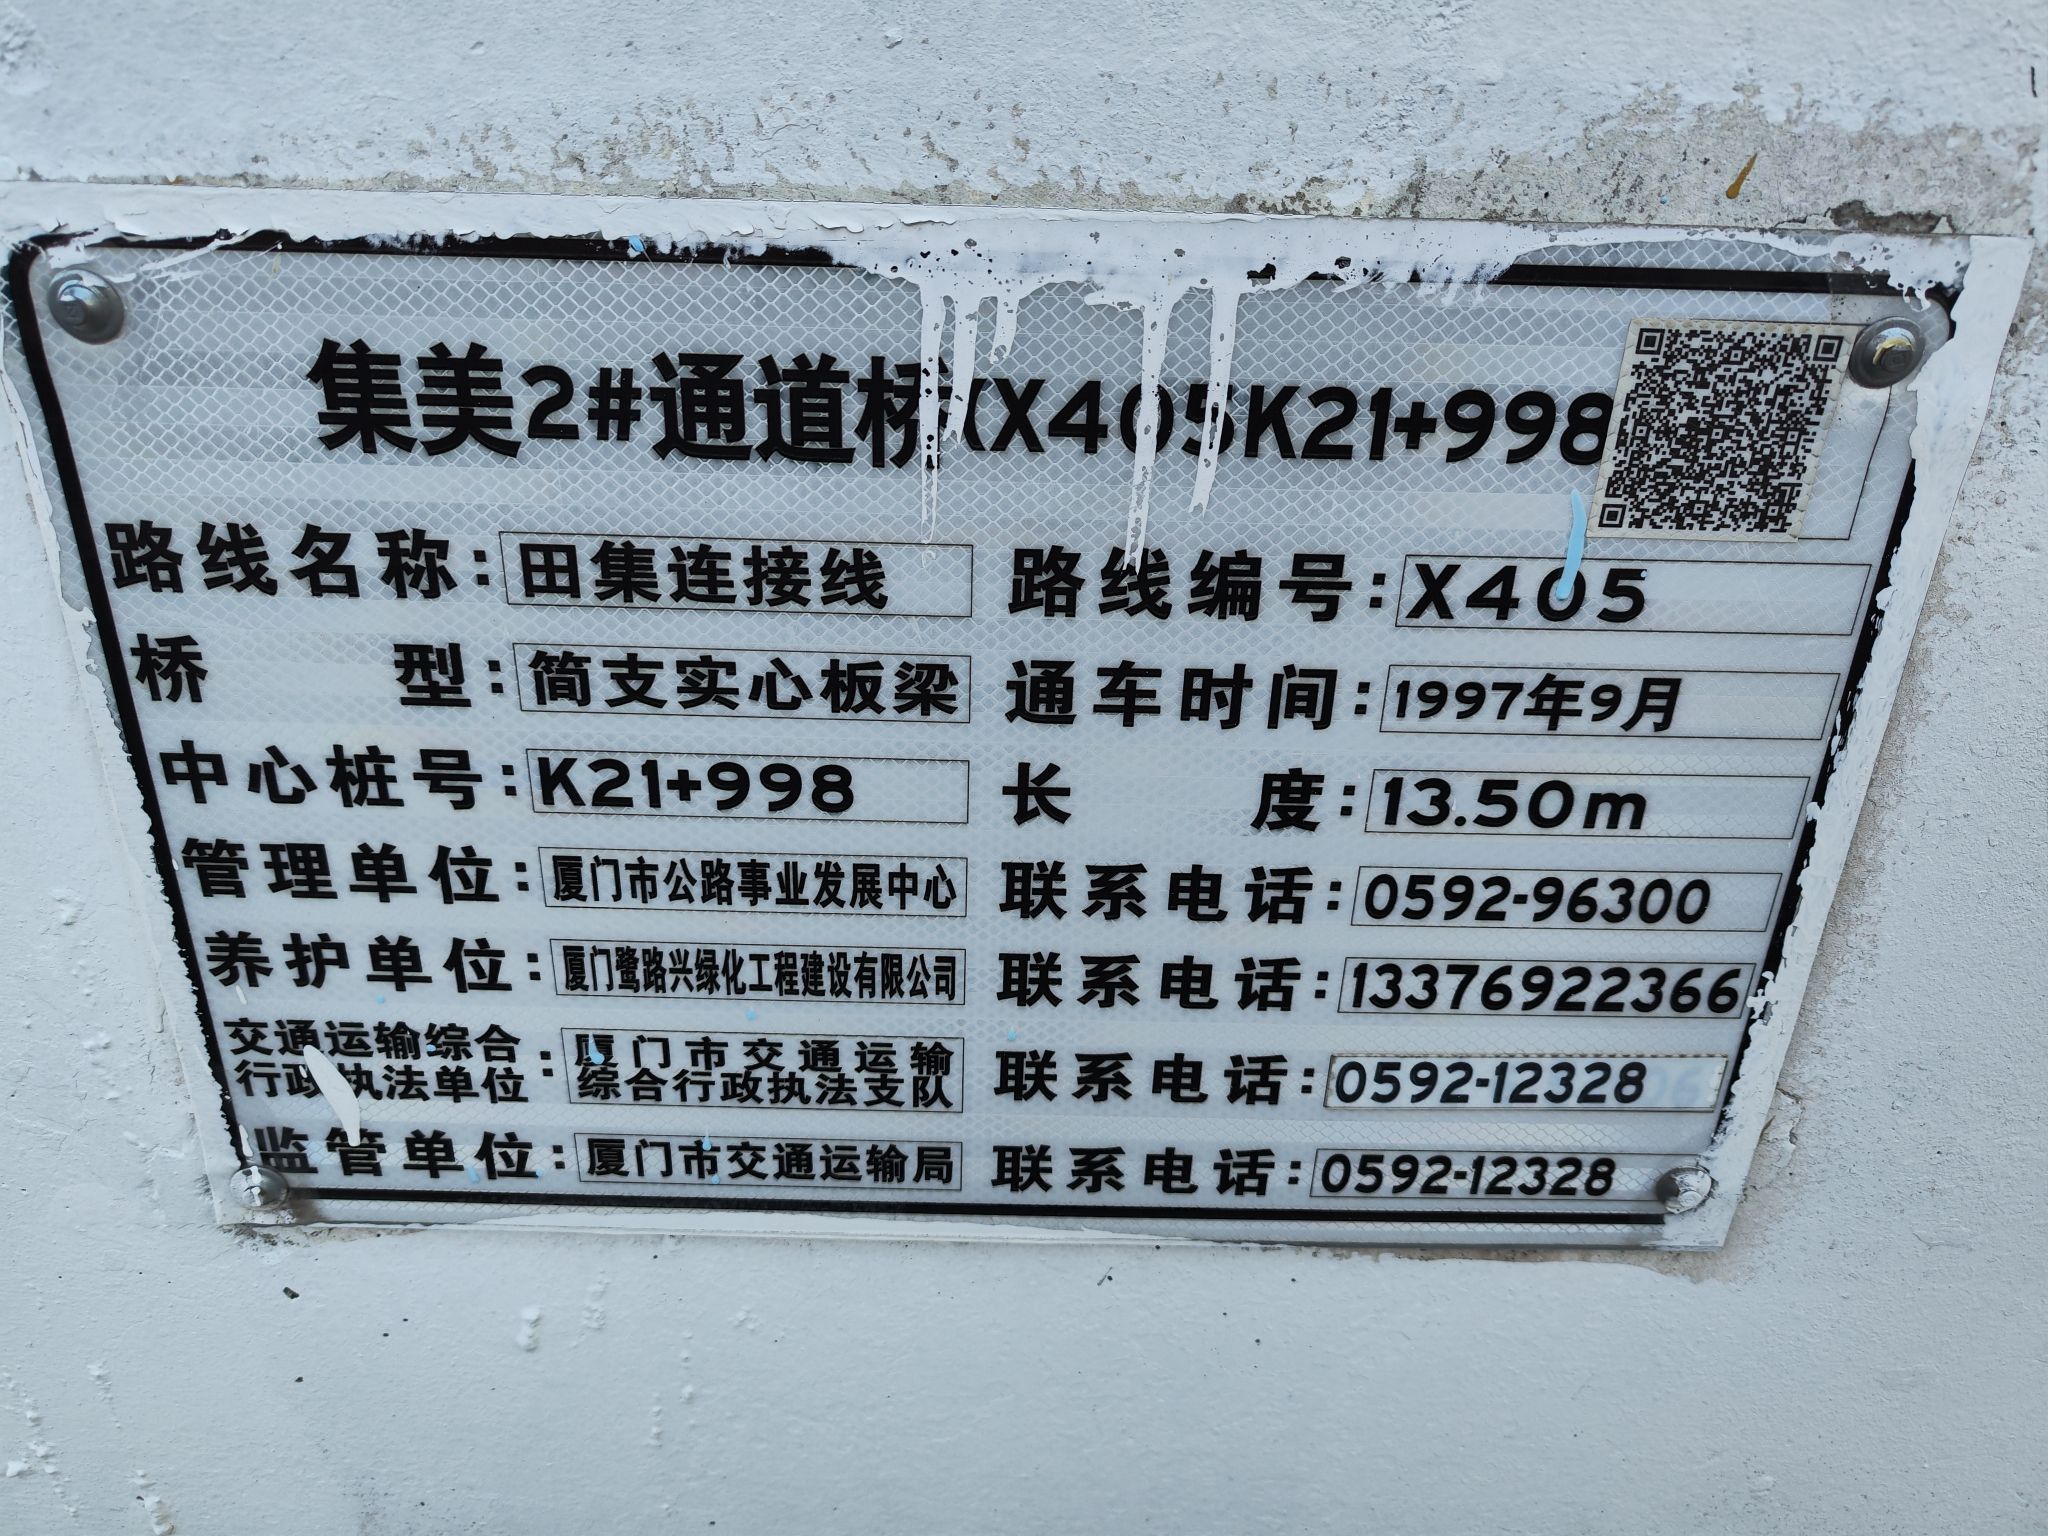 集美2#通道桥(X405K21+998
路线名称:田集连接线 路线编号:X405
桥型:简支实心板梁 通车时间:1997年9月
中心桩号:K21+998 长度:13.50m
管理单位:厦门市公路事业发展中心 联系电话:0592-96300
养护单位:厦门鹭路兴绿化工程建设有限公司 联系电话:13376922366
交通运输综合行政执法单位:厦门市交通运输综合行政执法支队 联系电话:0592-12328
监管单位:厦门市交通运输局 联系电话:0592-12328